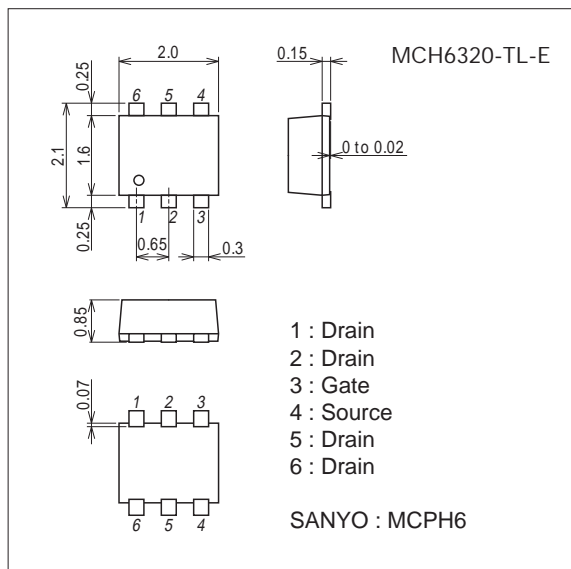 MCH6320-TL-E
2.0
0.15
0.25
6 5 4
2.1
1.6
0 to 0.02
0.25
1 2 3
0.65
0.3
0.85
1 : Drain
2 : Drain
3 : Gate
4 : Source
5 : Drain
6 : Drain
0.07
1 2 3
6 5 4
SANYO : MCPH6